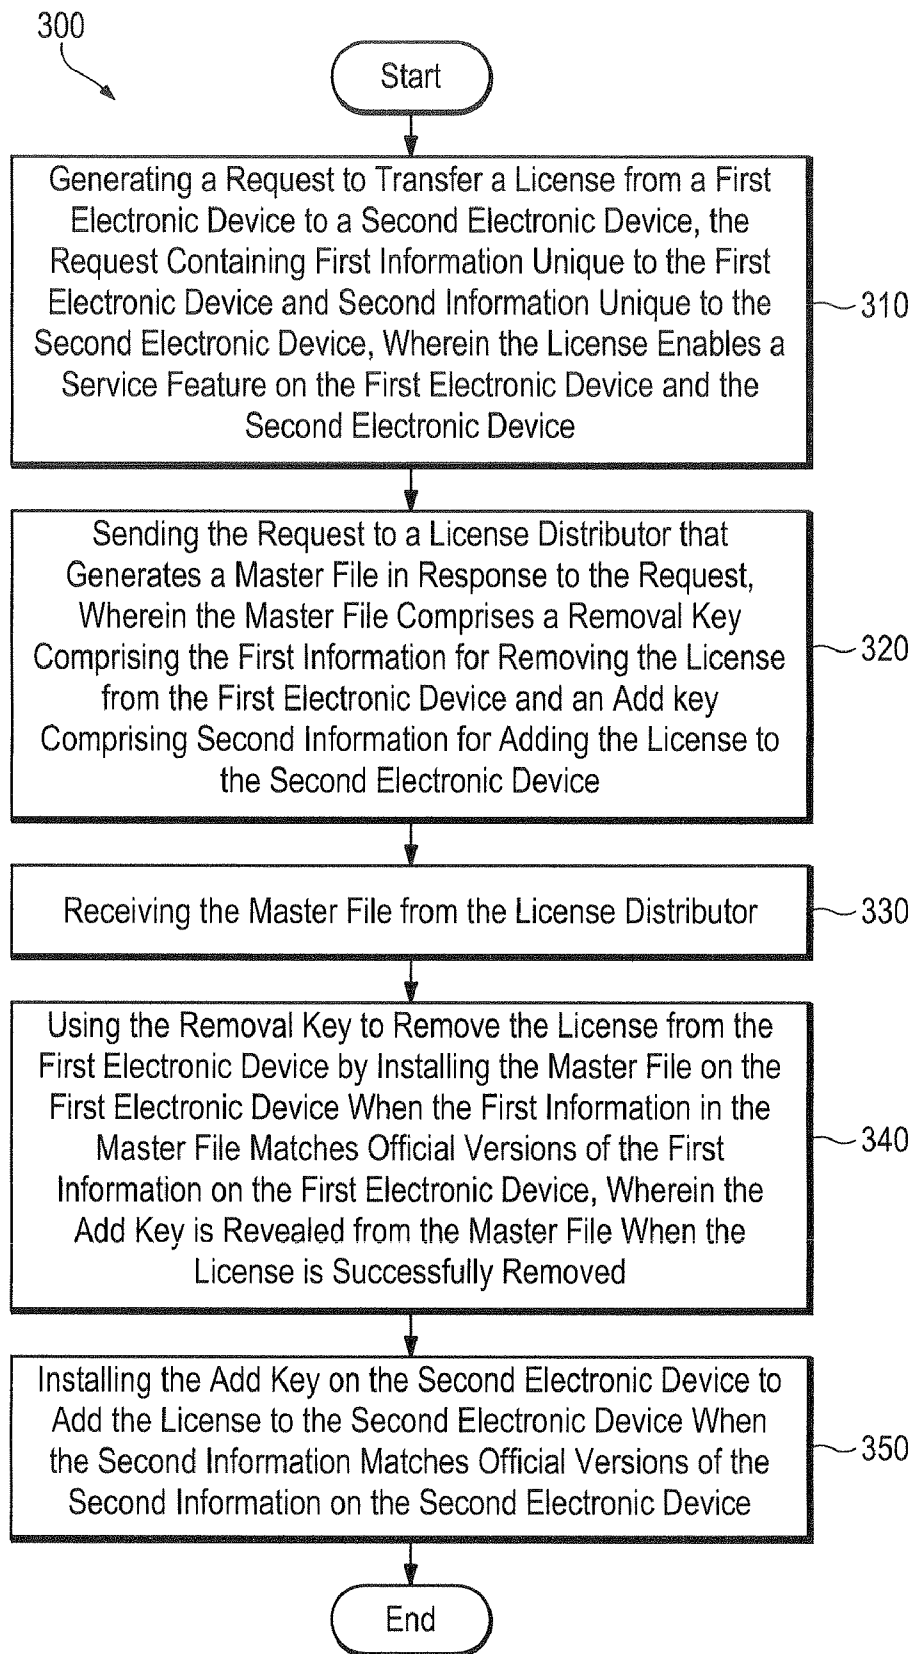 300
Start
Generating a Request to Transfer a License from a First
Electronic Device to a Second Electronic Device, the
Request Containing First Information Unique to the First
Electronic Device and Second Information Unique to the
Second Electronic Device, Wherein the License Enables a
Service Feature on the First Electronic Device and the
Second Electronic Device
310
Sending the Request to a License Distributor that
Generates a Master File in Response to the Request,
Wherein the Master File Comprises a Removal Key
Comprising the First Information for Removing the License
from the First Electronic Device and an Add key
Comprising Second Information for Adding the License to
the Second Electronic Device
320
Receiving the Master File from the License Distributor
330
Using the Removal Key to Remove the License from the
First Electronic Device by Installing the Master File on the
First Electronic Device When the First Information in the
Master File Matches Official Versions of the First
Information on the First Electronic Device, Wherein the
Add Key is Revealed from the Master File When the
License is Successfully Removed
340
Installing the Add Key on the Second Electronic Device to
Add the License to the Second Electronic Device When
the Second Information Matches Official Versions of the
Second Information on the Second Electronic Device
350
End